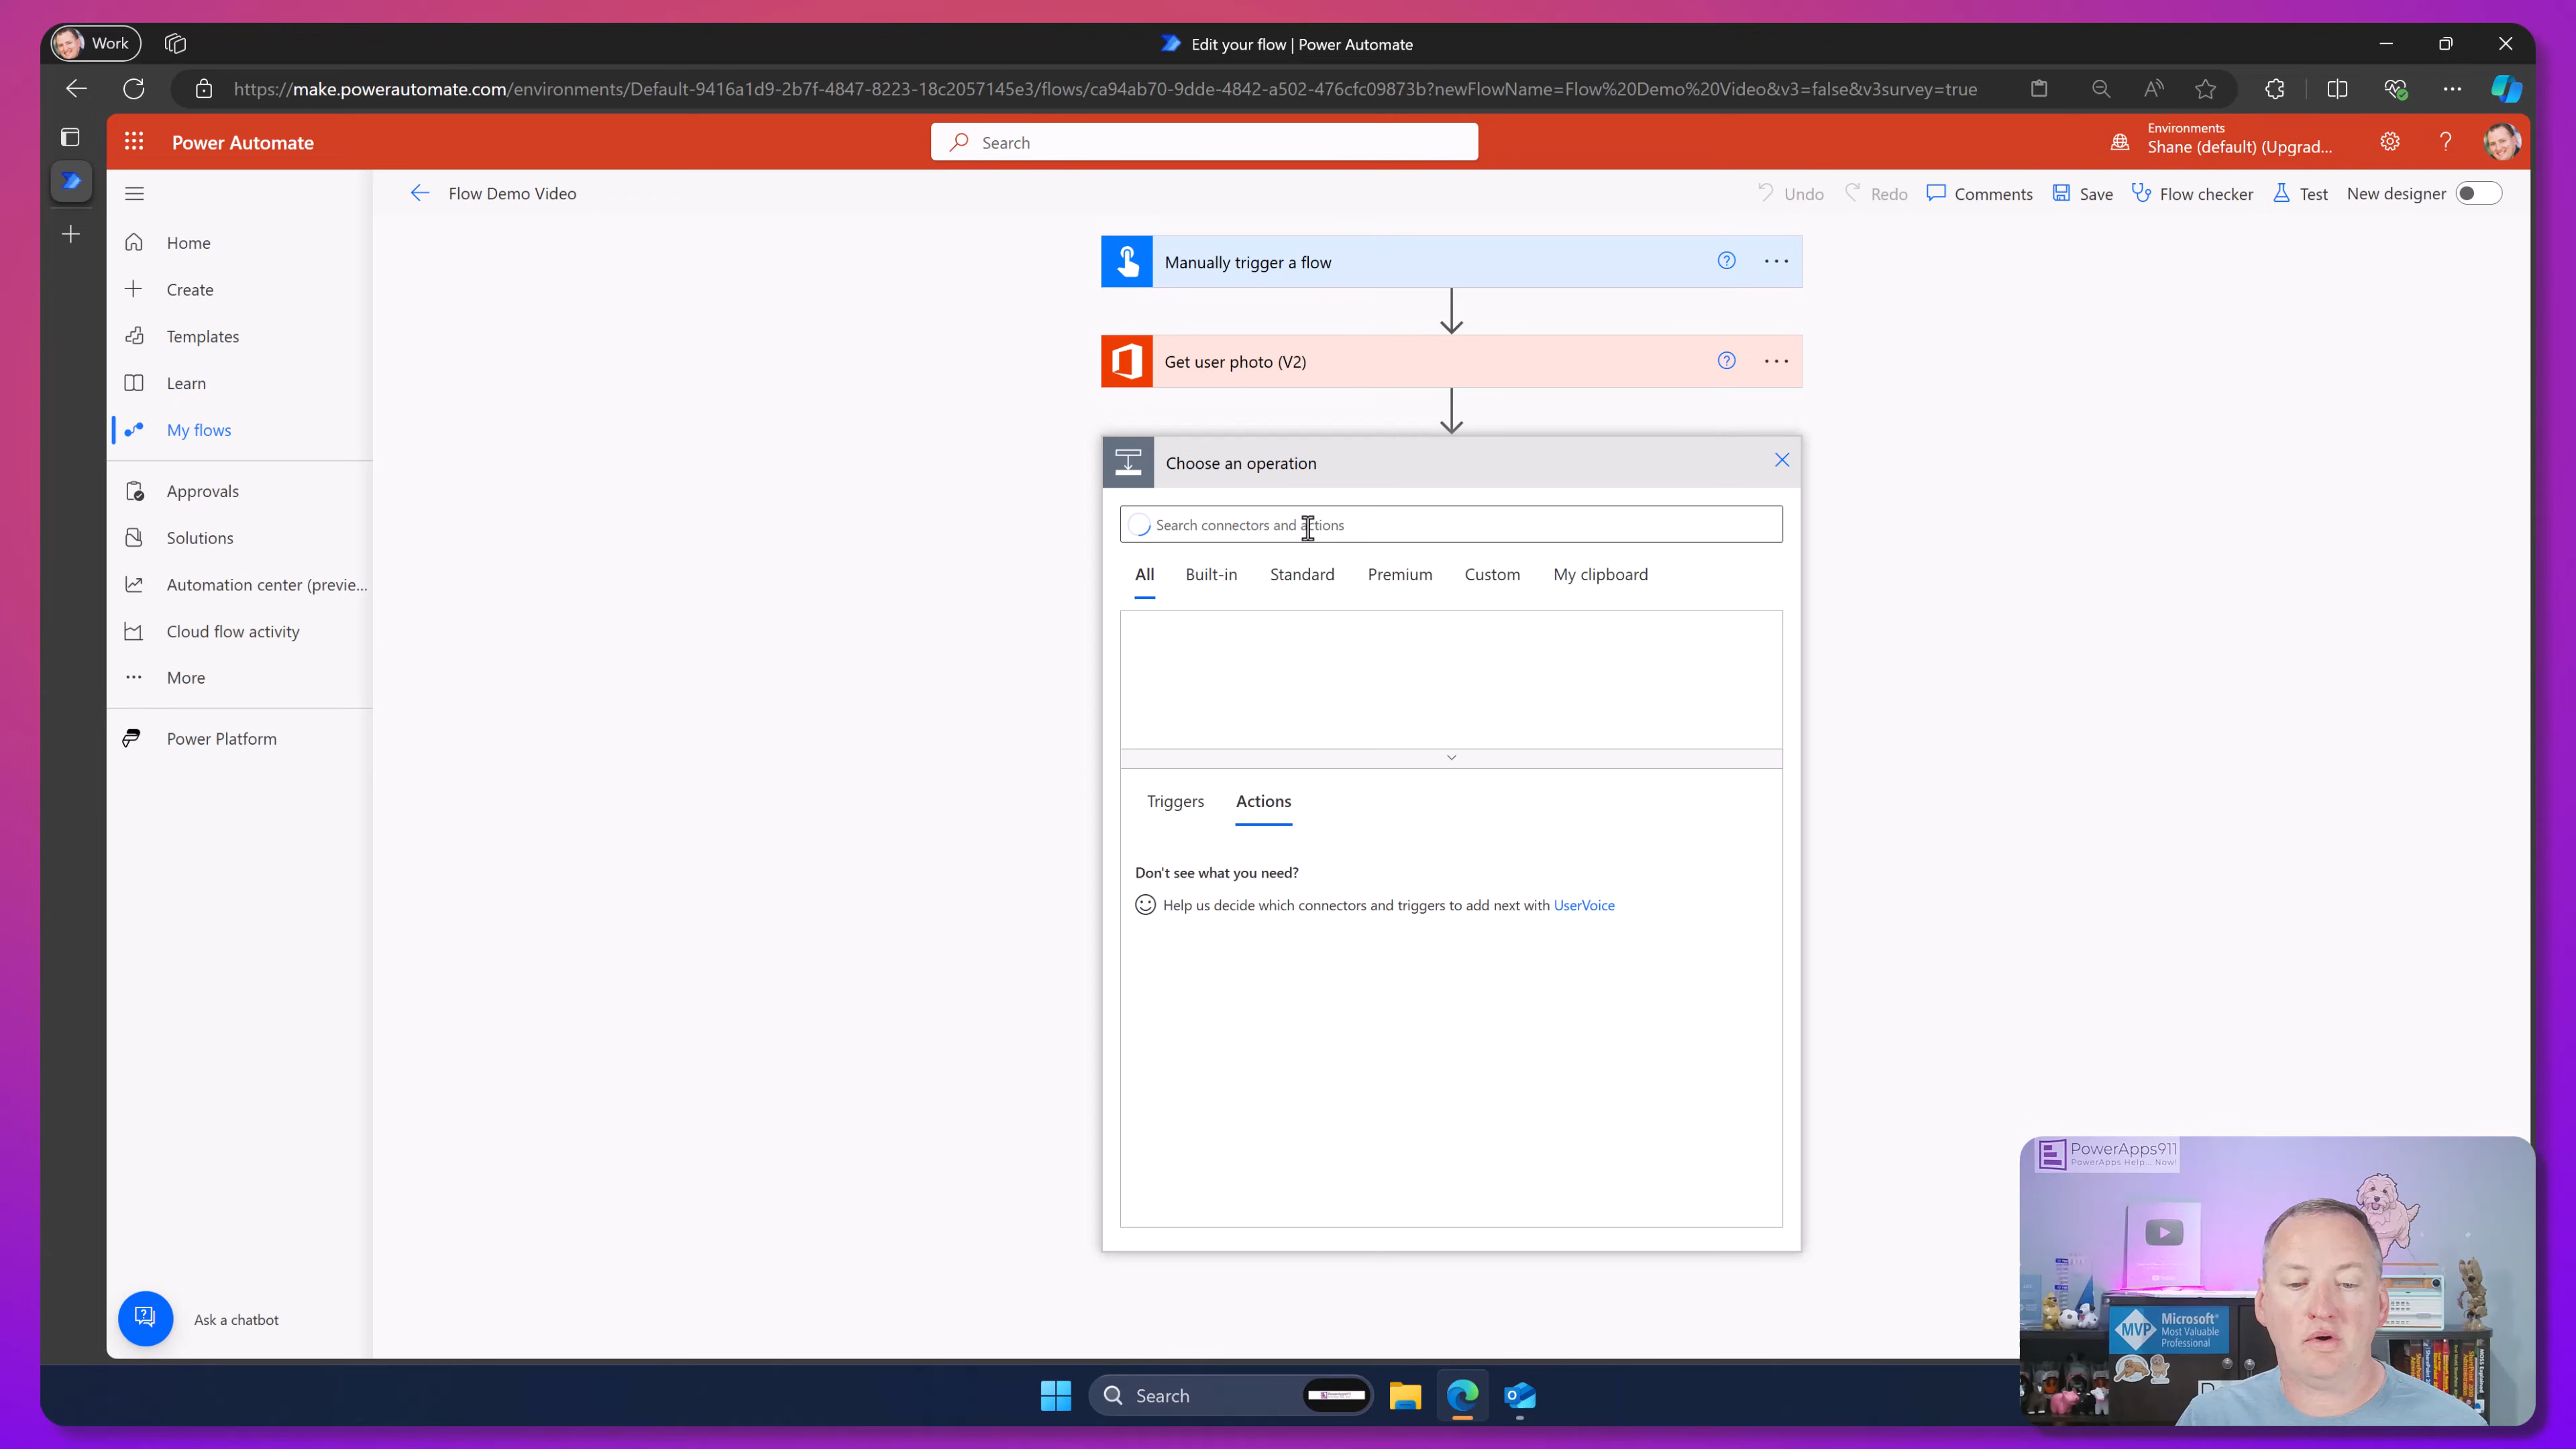 Work
Edit your flow | Power Automate
https://make.powerautomate.com/environments/Default-9416a1d9-2b7f-4847-8223-18c2057145e3/flows/ca94ab70-9dde-4842-a502-476cfc09873b?newFlowName=Flow%20Demo%20Video&v3=false&v3survey=true
Power Automate
Search
Environments
Shane (default) (Upgrad...
Flow Demo Video
Undo
Redo
Comments
Save
Flow checker
Test
New designer
Home
Create
Templates
Learn
My flows
Approvals
Solutions
Automation center (previe...
Cloud flow activity
More
Power Platform
Ask a chatbot
Manually trigger a flow
Get user photo (V2)
Choose an operation
Search connectors and actions
All
Built-in
Standard
Premium
Custom
My clipboard
Triggers
Actions
Don't see what you need?
Help us decide which connectors and triggers to add next with UserVoice
PowerApps911
PowerApps Help... Now!
MVP
Microsoft®
Most Valuable
Professional
Search